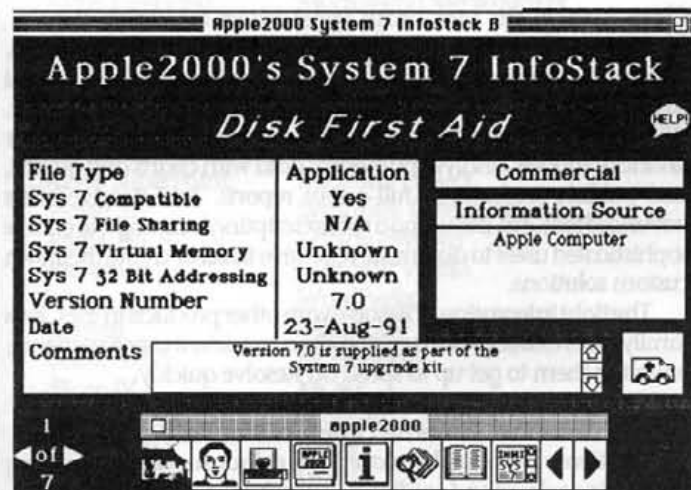 Apple2000 System 7 InfoStack B
Apple2000's System 7 InfoStack
Disk First Aid
HELP!
File Type Application
Sys 7 Compatible Yes
Sys 7 File Sharing N/A
Sys 7 Virtual Memory Unknown
Sys 7 32 Bit Addressing Unknown
Version Number 7.0
Date 23-Aug-91
Comments Version 7.0 is supplied as part of the
System 7 upgrade kit
Commercial
Information Source
Apple Computer
1
of
7
apple2000
APPLE
i
SYS